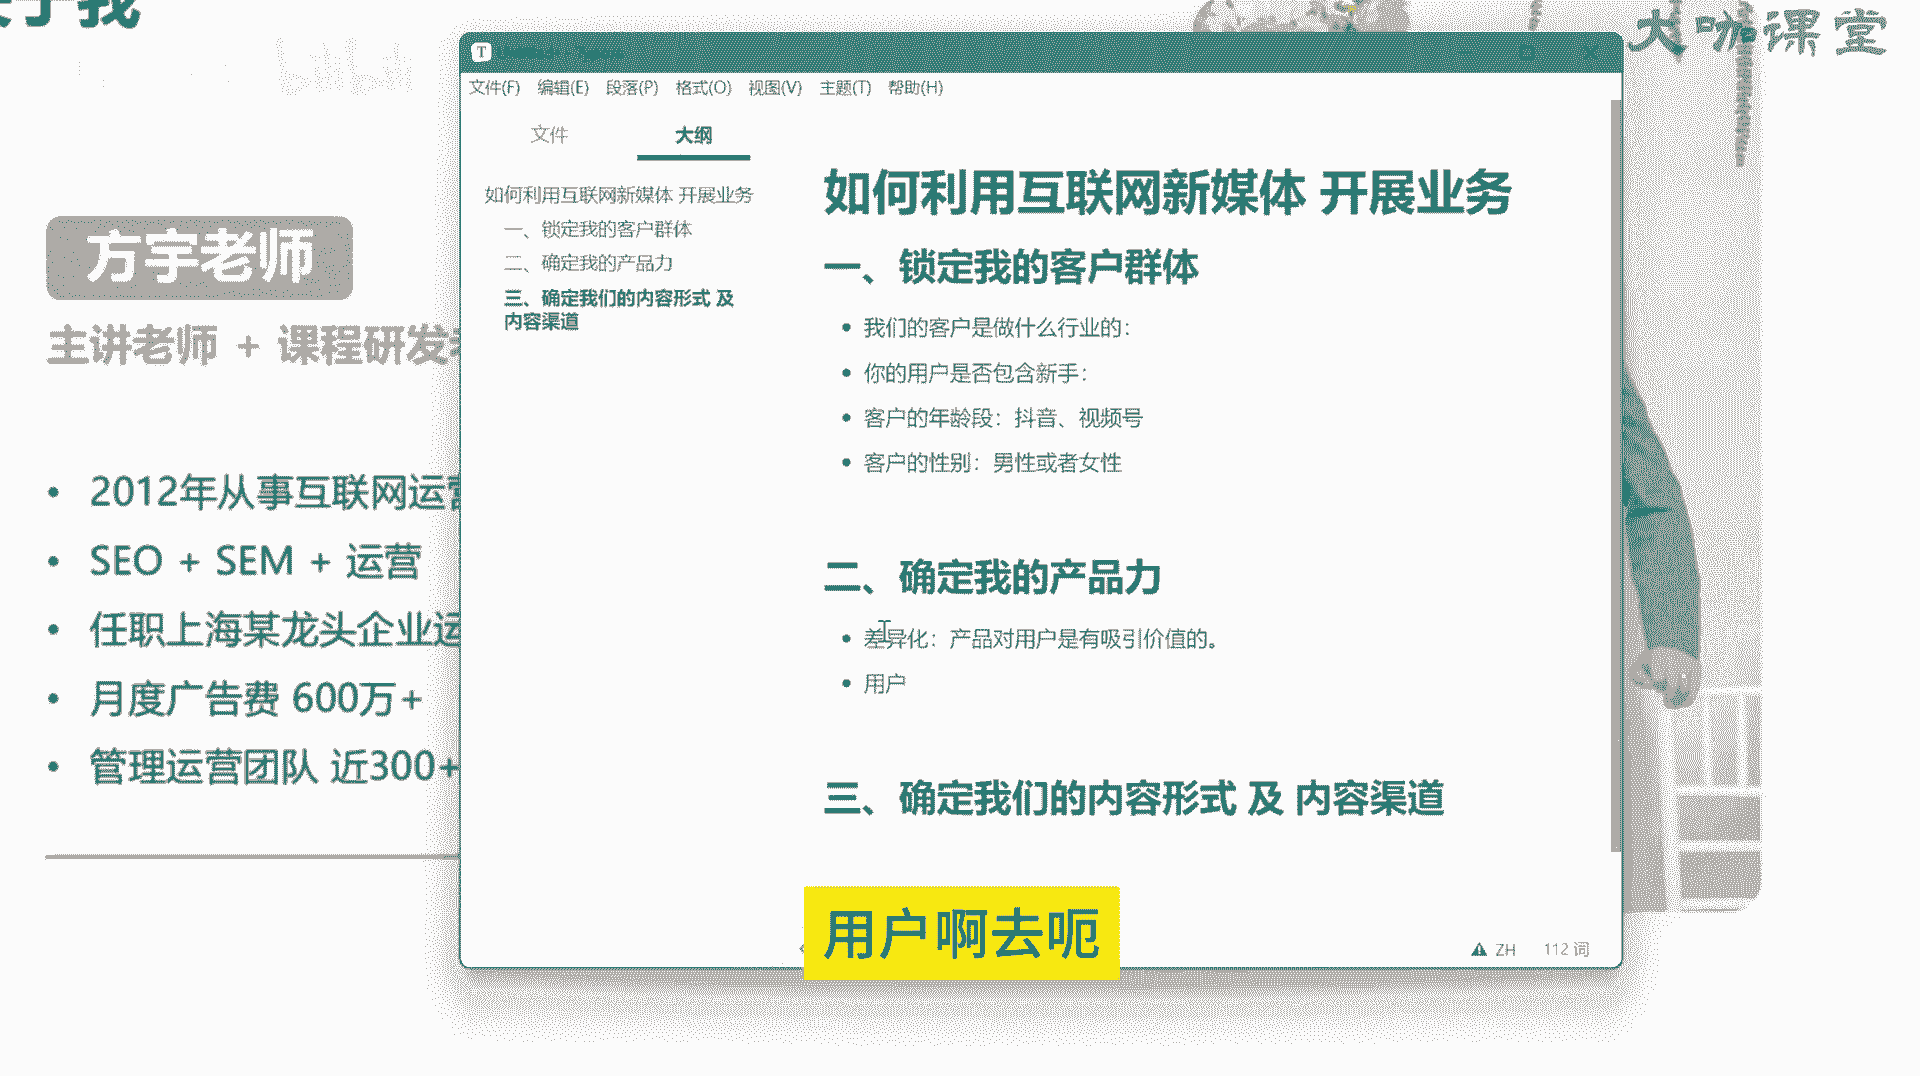 于我
bilibili
大咖课堂
方宇老师
主讲老师 + 课程研发
2012年从事互联网运营
SEO + SEM + 运营
任职上海某龙头企业运
月度广告费 600万+
管理运营团队 近300+
T
文件(F) 编辑(E) 段落(P) 格式(O) 视图(V) 主题(T) 帮助(H)
文件 大纲
如何利用互联网新媒体 开展业务
一、锁定我的客户群体
二、确定我的产品力
三、确定我们的内容形式 及
内容渠道
如何利用互联网新媒体 开展业务
一、锁定我的客户群体
我们的客户是做什么行业的：
你的用户是否包含新手：
客户的年龄段：抖音、视频号
客户的性别：男性或者女性
二、确定我的产品力
差异化：产品对用户是有吸引价值的。
用户
三、确定我们的内容形式 及 内容渠道
用户啊去呃
ZH 112 词